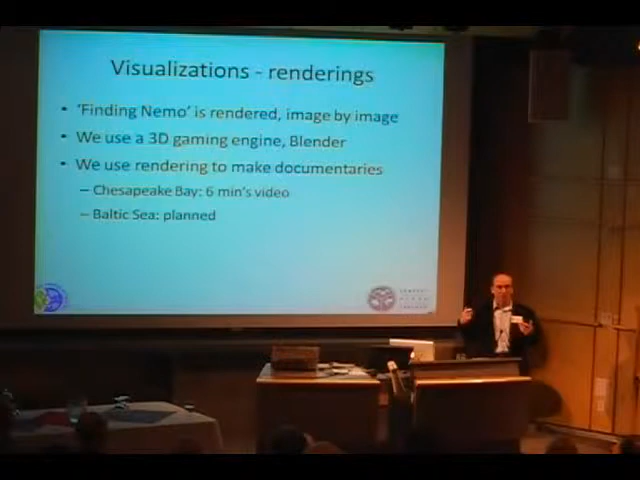 Visualizations - renderings
• 'Finding Nemo' is rendered, image by image
• We use a 3D gaming engine, Blender
• We use rendering to make documentaries
– Chesapeake Bay: 6 min's video
– Baltic Sea: planned